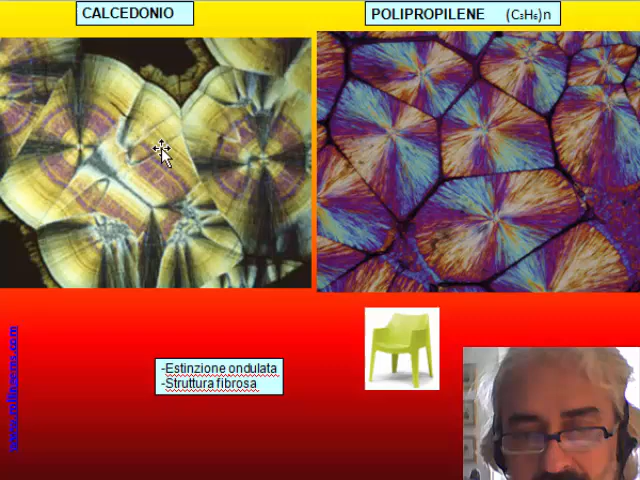 CALCEDONIO
POLIPROPILENE (C₃H₆)n
-Estinzione ondulata
-Struttura fibrosa